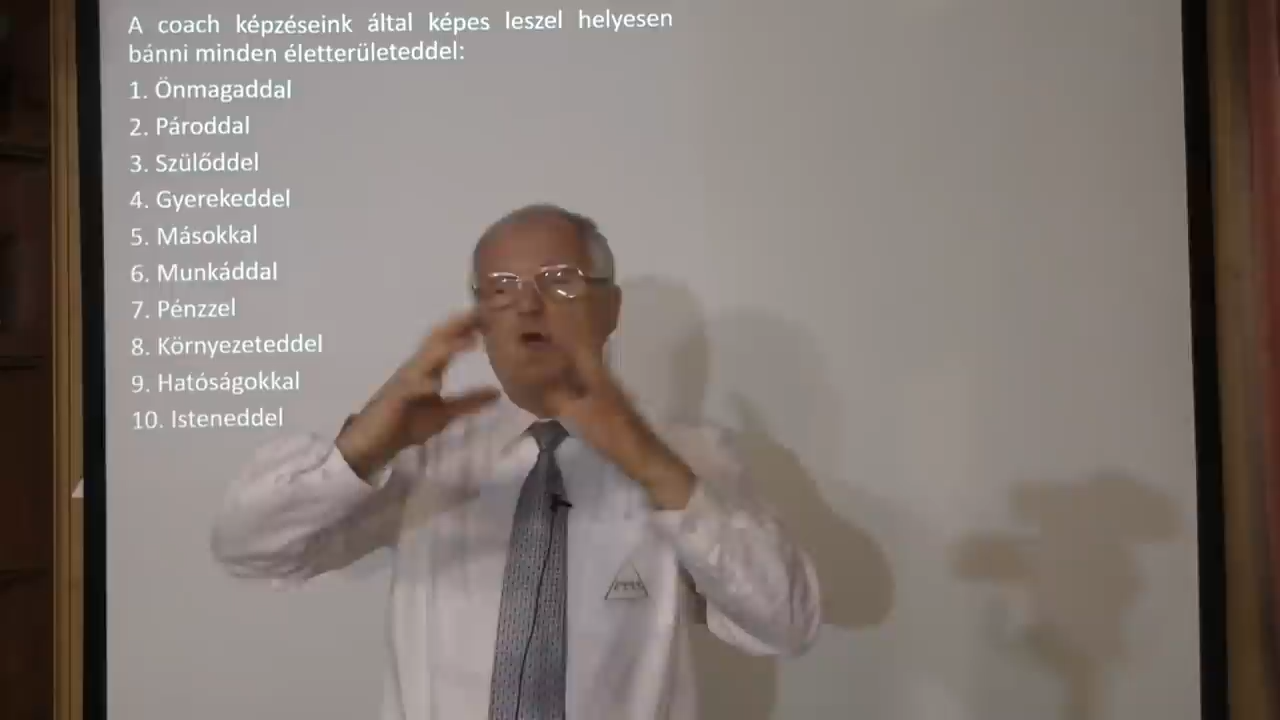 A coach képzéseink által képes leszel helyesen
bánni minden életterületeddel:
1. Önmagaddal
2. Pároddal
3. Szülőddel
4. Gyerekeddel
5. Másokkal
6. Munkáddal
7. Pénzzel
8. Környezeteddel
9. Hatóságokkal
10. Isteneddel